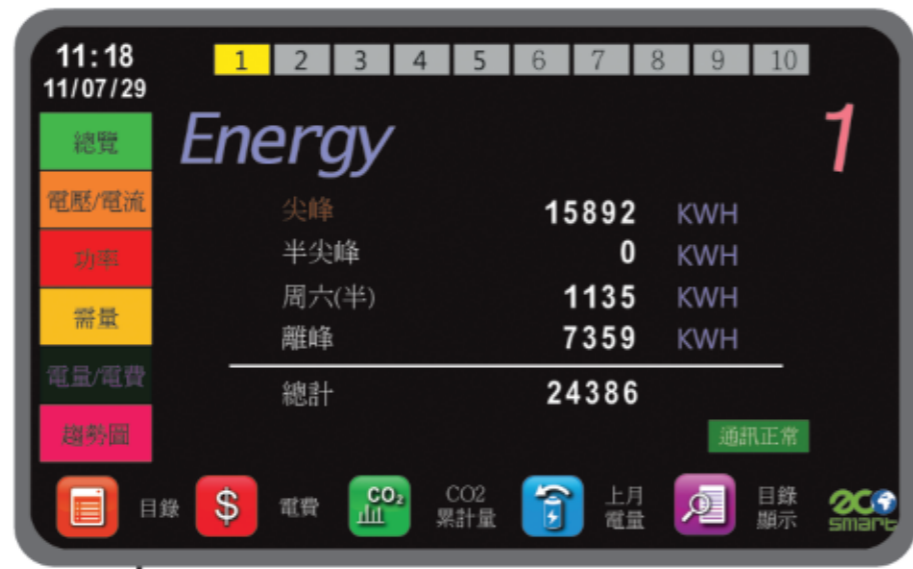 11:18
11/07/29
1 2 3 4 5 6 7 8 9 10
Energy 1
總覽
電壓/電流
功率
需量
電量/電費
趨勢圖
尖峰 15892 KWH
半尖峰 0 KWH
周六(半) 1135 KWH
離峰 7359 KWH
總計 24386
通訊正常
目錄
$
電費
CO₂
CO2
累計量
上月
電量
目錄
顯示
eco
smart